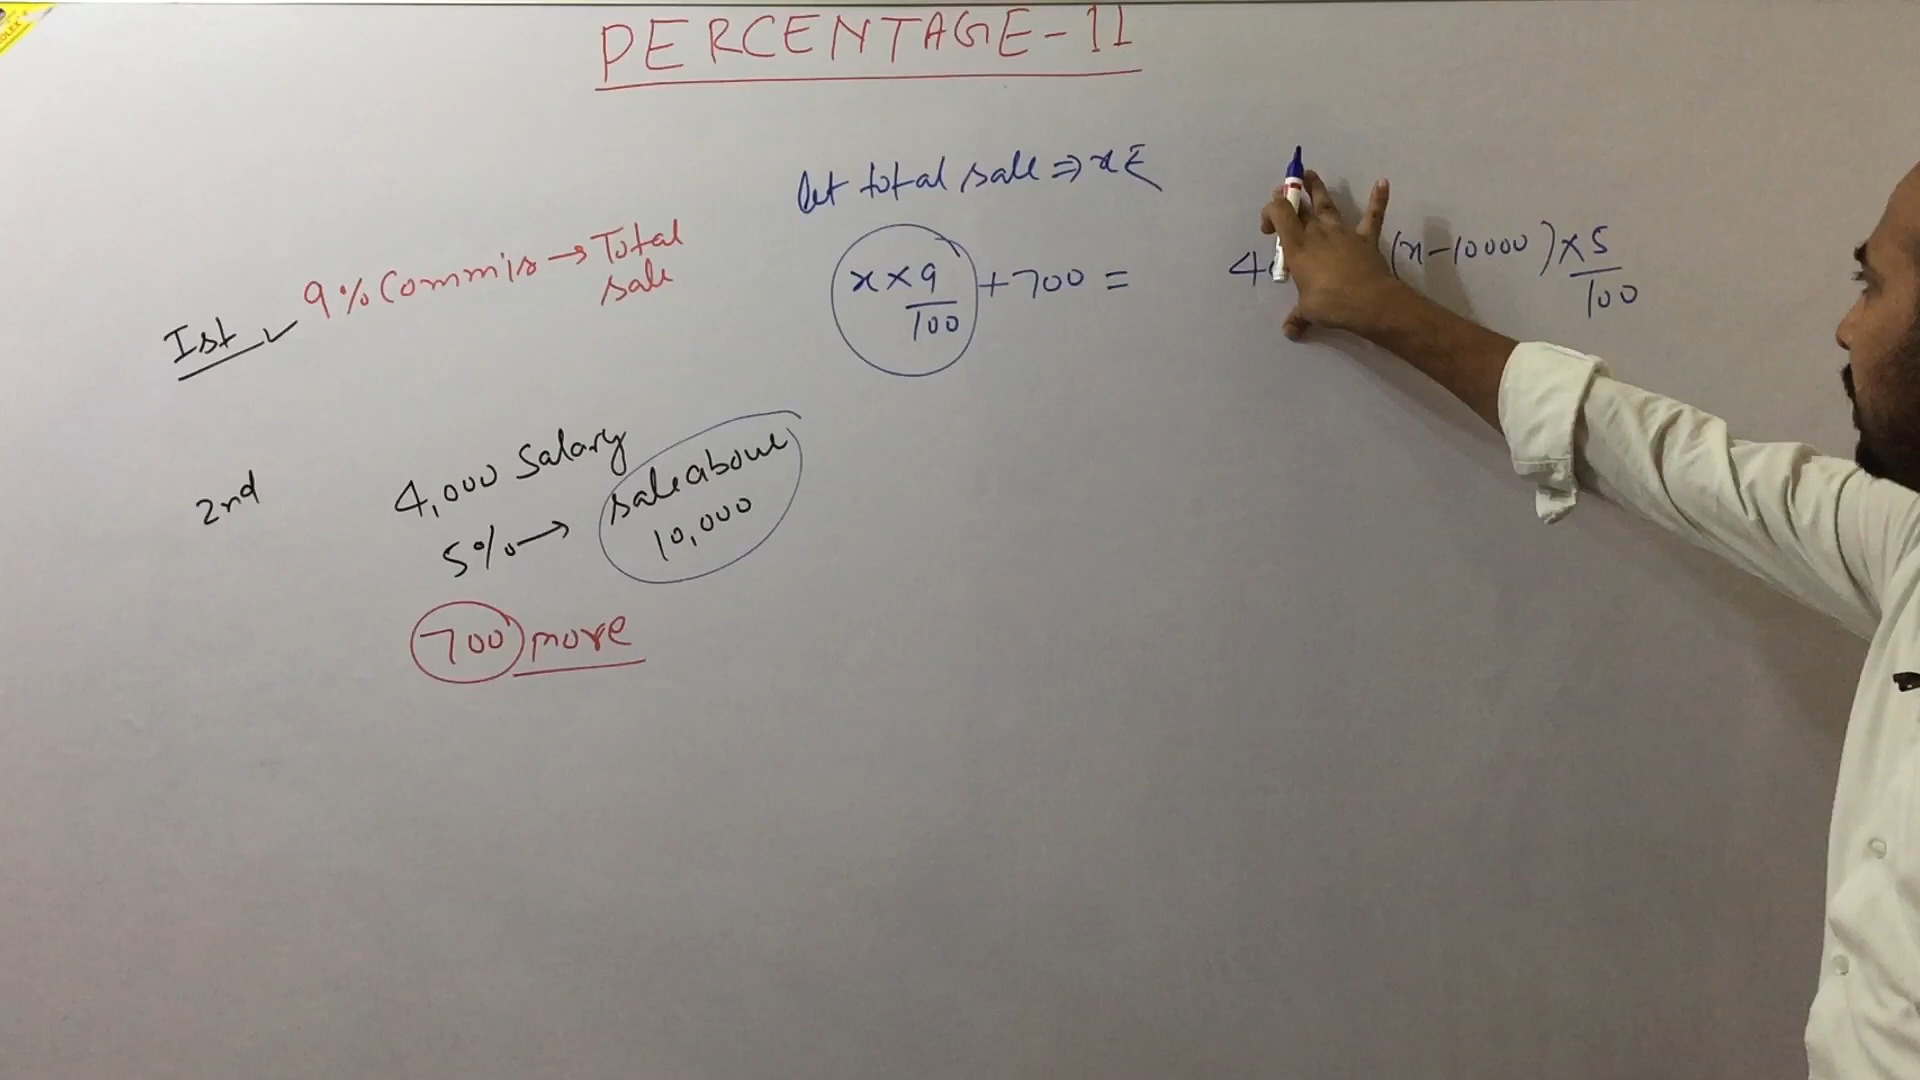 PERCENTAGE-11
let total sale ⇒ x ₹
Ist ✓ 9% Commis → Total
sale
x × 9/100 + 700 =
(x-10000) × 5/100
2nd
4,000 Salary
5% → sale above
10,000
700 more